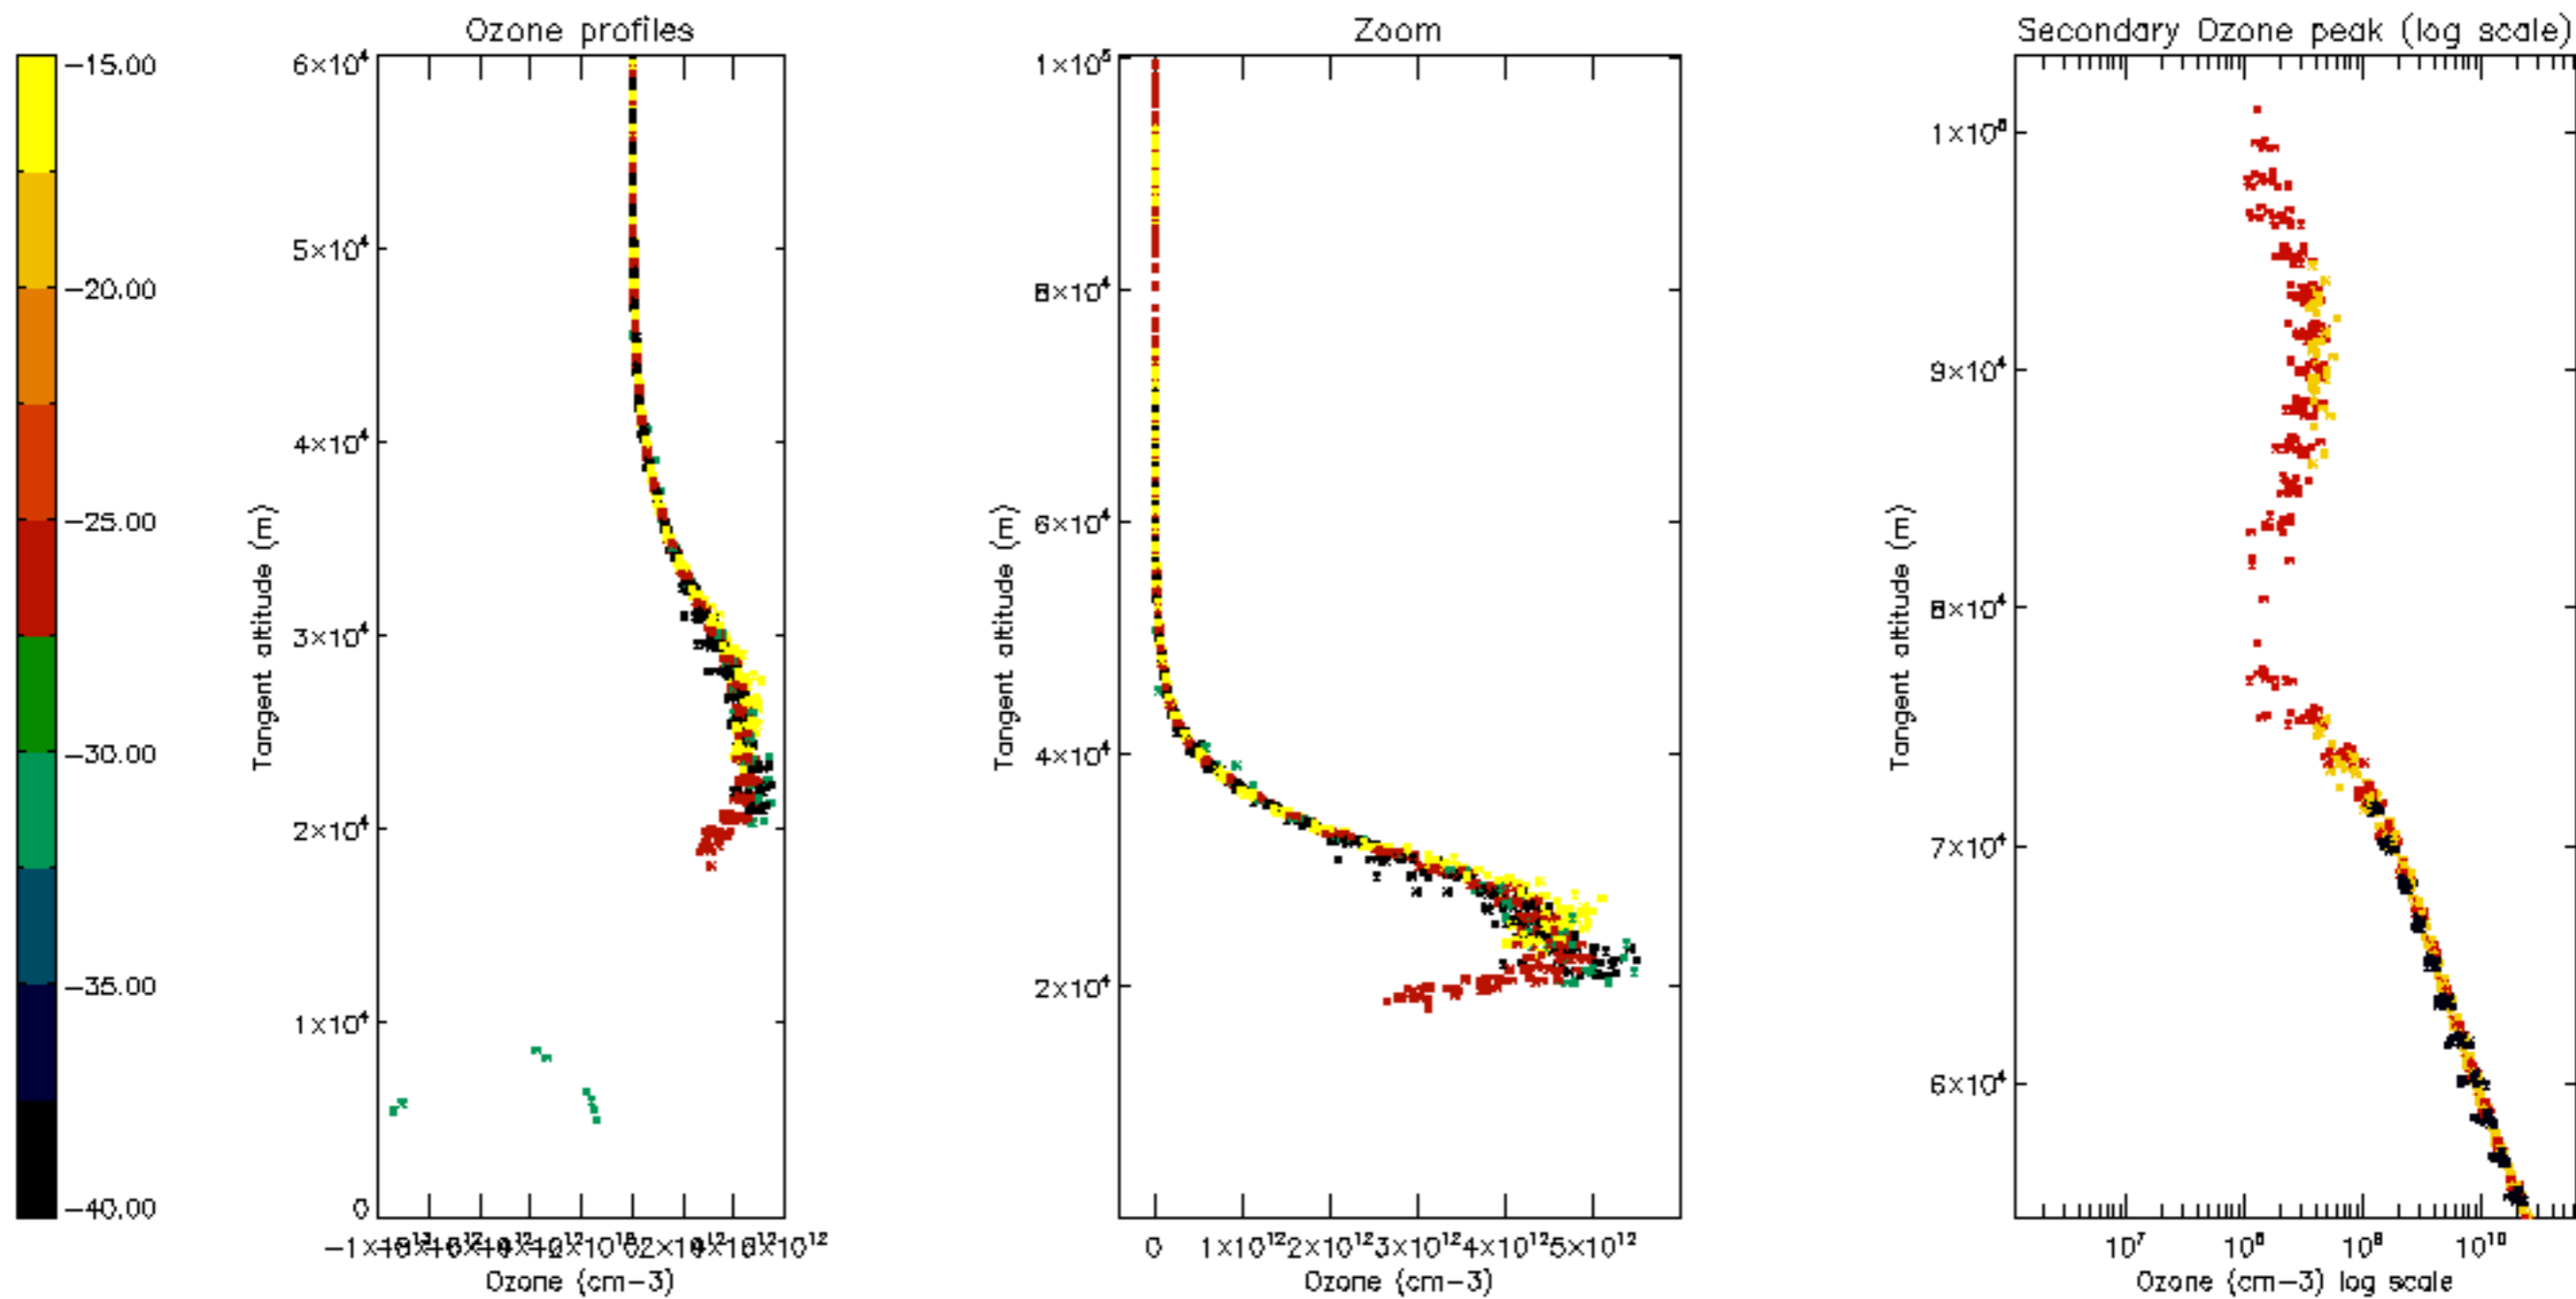 Ozone profiles
Zoom
Secondary Ozone peak (log scale)
-15.00
-20.00
-25.00
-30.00
-35.00
-40.00
6×10⁴
5×10⁴
4×10⁴
3×10⁴
2×10⁴
1×10⁴
0
Tangent altitude (m)
Ozone (cm-3)
1×10⁵
8×10⁴
6×10⁴
4×10⁴
2×10⁴
Tangent altitude (m)
0 1×10¹² 2×10¹² 3×10¹² 4×10¹² 5×10¹²
Ozone (cm-3)
9×10⁴
8×10⁴
7×10⁴
6×10⁴
Tangent altitude (m)
10⁷ 10⁸ 10⁹ 10¹⁰
Ozone (cm-3) log scale